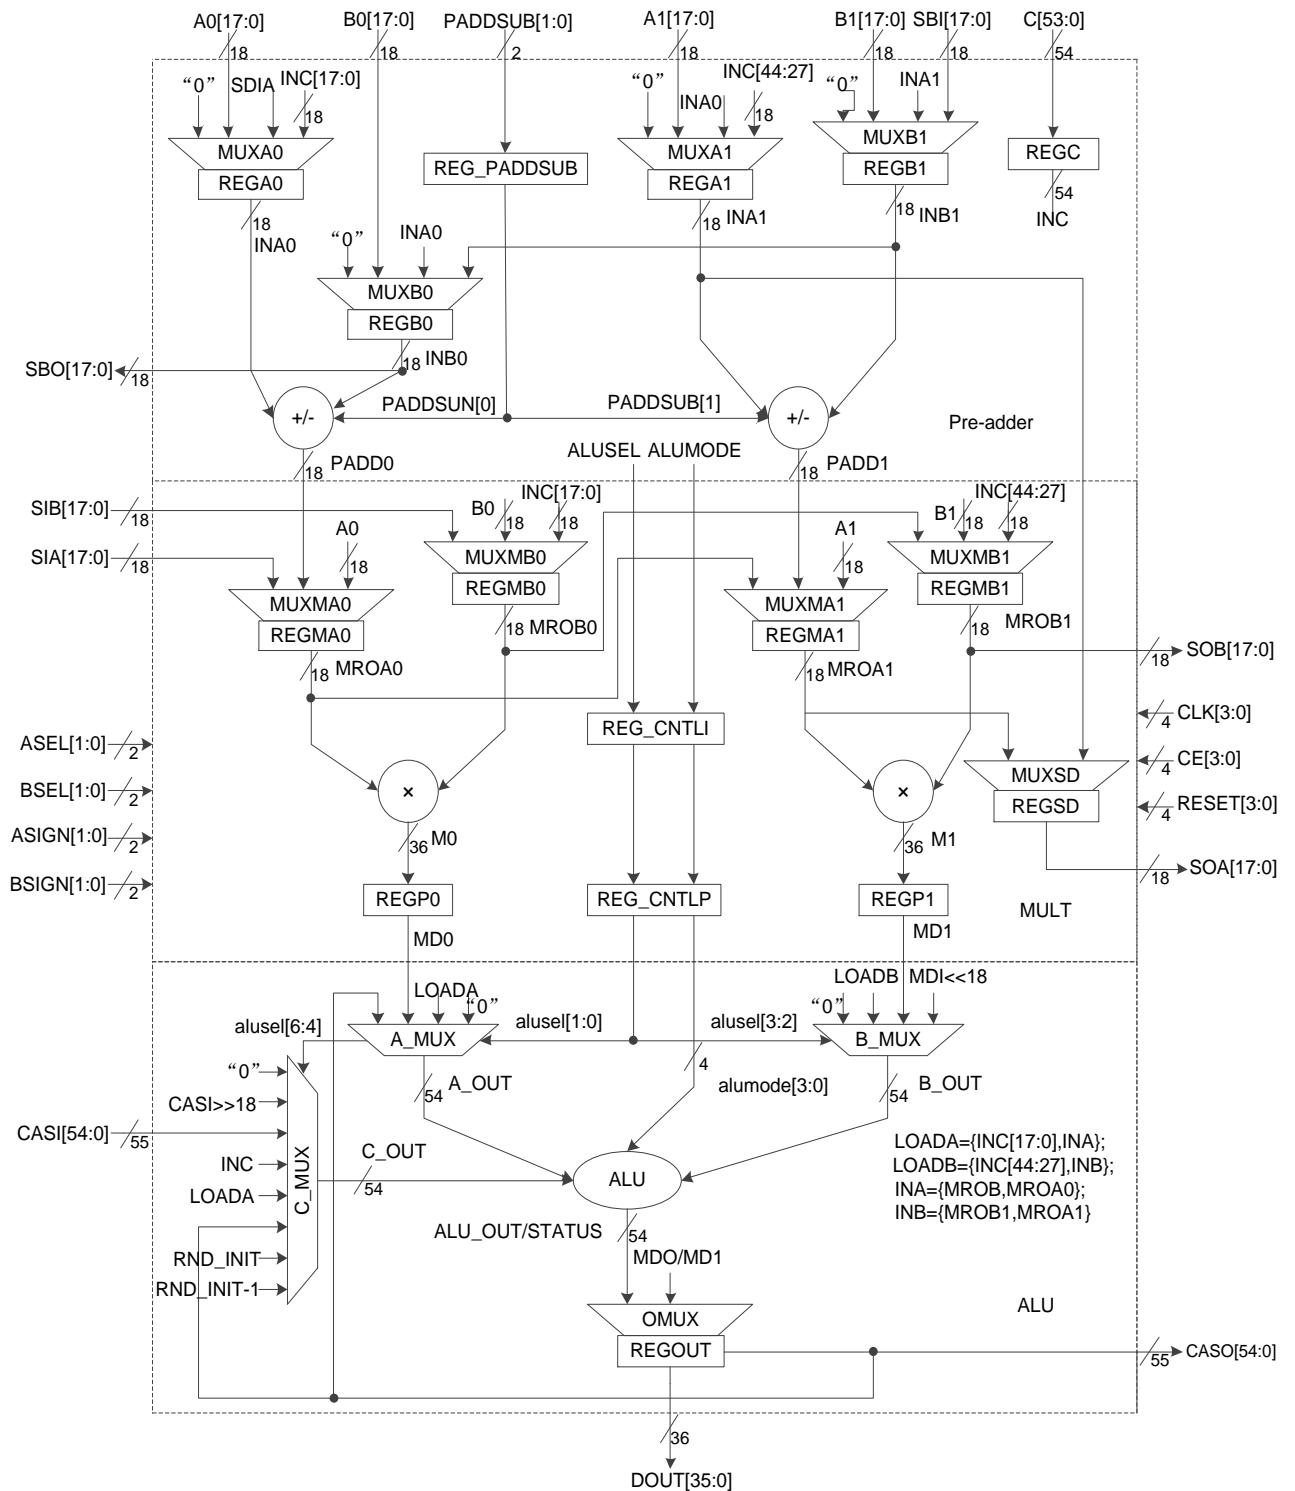 A0[17:0] B0[17:0] PADDSUB[1:0] A1[17:0] B1[17:0] SBI[17:0] C[53:0]
18 18 2 18 18 18 54
“0” SDIA INC[17:0] “0” INA0 INC[44:27] “0” INA1
18 18
MUXA0 MUXA1 MUXB1 REGC
REGA0 REG_PADDSUB REGA1 REGB1
18 18 18 54
INA0 INA1 INB1 INC
“0” INA0
MUXB0
REGB0
18 INB0
SBO[17:0] 18
+/- PADDSUN[0] PADDSUB[1] +/-
Pre-adder
ALUSEL ALUMODE
18 PADD0 18 PADD1
SIB[17:0] 18 B0 18 INC[17:0] 18 B1 18 INC[44:27] 18
SIA[17:0] 18 A0 18 MUXMB0 A1 18 MUXMB1
MUXMA0 REGMB0 MUXMA1 REGMB1
REGMA0 18 MROB0 REGMA1 18 MROB1
18 MROA0 18 MROA1 18 SOB[17:0]
REG_CNTLI 4 CLK[3:0]
ASEL[1:0] 2 4 CE[3:0]
BSEL[1:0] 2 × × MUXSD
REGSD 4 RESET[3:0]
ASIGN[1:0] 2 36 M0 36 M1
18 SOA[17:0]
BSIGN[1:0] 2 REGP0 REG_CNTLP REGP1
MULT
MD0 MD1
LOADA “0” “0” LOADB MDI<<18
alusel[6:4] A_MUX alusel[1:0] alusel[3:2] B_MUX
4
“0” 54 A_OUT alumode[3:0] 54 B_OUT
CASI>>18
CASI[54:0] 55
INC C_OUT
LOADA C_MUX 54 ALU
LOADA={INC[17:0],INA};
LOADB={INC[44:27],INB};
INA={MROB,MROA0};
INB={MROB1,MROA1}
ALU_OUT/STATUS 54
RND_INIT MDO/MD1
RND_INIT-1
OMUX ALU
REGOUT 55 CASO[54:0]
36
DOUT[35:0]